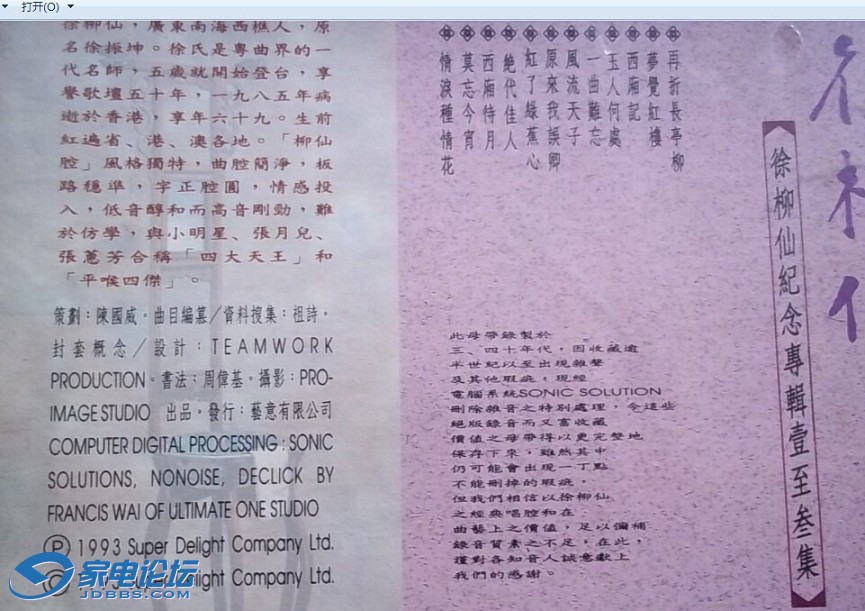 打开(O)
徐柳仙，廣東南海西樵人，原
名徐振坤。徐氏是粵曲界的一
代名師，五歲就開始登台，享
譽歌壇五十年，一九八五年病
逝於香港，享年六十九。生前
紅遍省、港、澳各地。「柳仙
腔」風格獨特，曲腔簡淨，板
路穩準，字正腔圓，情感投
入，低音醇和而高音剛勁，難
於仿學，與小明星、張月兒、
張蕙芳合稱「四大天王」和
「平喉四傑」。
策劃：陳國威。曲目編纂／資料搜集：祖詩。
封套概念／設計：TEAMWORK
PRODUCTION。書法：周偉基。攝影：PRO-
IMAGE STUDIO 出品。發行：藝意有限公司
COMPUTER DIGITAL PROCESSING : SONIC
SOLUTIONS, NONOISE, DECLICK BY
FRANCIS WAI OF ULTIMATE ONE STUDIO
Ⓟ 1993 Super Delight Company Ltd.
© 1993 Super Delight Company Ltd.
家电论坛
JDBBS.COM
再折長亭柳
夢覺紅樓
西廂記
玉人何處
一曲難忘
風流天子
原來我誤卿
紅了綠蕉心
絶代佳人
西廂待月
莫忘今宵
情淚種情花
此母帶錄製於
三、四十年代，因收藏逾
半世紀以至出現雜聲
及其他瑕疵，現經
電腦系統SONIC SOLUTION
刪除雜音之特別處理，令這些
絕版錄音而又富收藏
價值之母帶得以更完整地
保存下來，雖然其中
仍可能會出現一丁點
不能刪掉的瑕疵，
但我們相信以徐柳仙
之經典唱腔和在
曲藝上之價值，足以彌補
錄音質素之不足，在此，
謹對各知音人誠意獻上
我們的感謝
徐柳仙紀念專輯壹至叁集